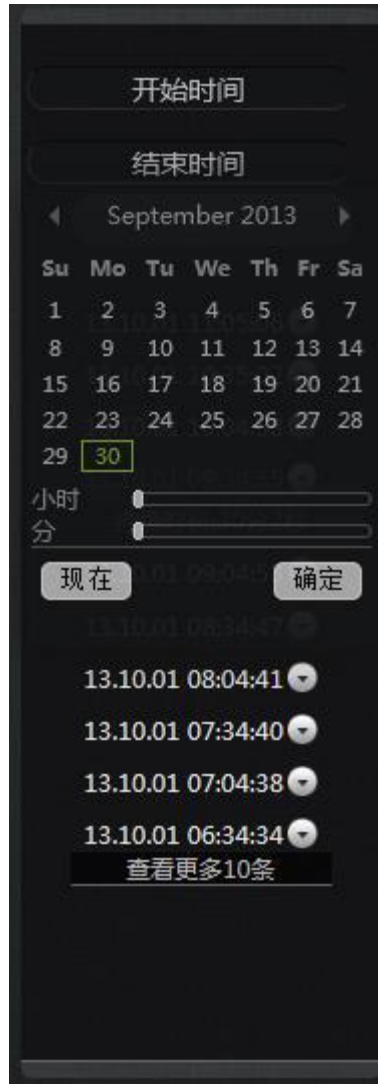 开始时间
结束时间
September 2013
Su Mo Tu We Th Fr Sa
1 2 3 4 5 6 7
8 9 10 11 12 13 14
15 16 17 18 19 20 21
22 23 24 25 26 27 28
29 30
小时
分
现在 确定
13.10.01 08:04:41
13.10.01 07:34:40
13.10.01 07:04:38
13.10.01 06:34:34
查看更多10条